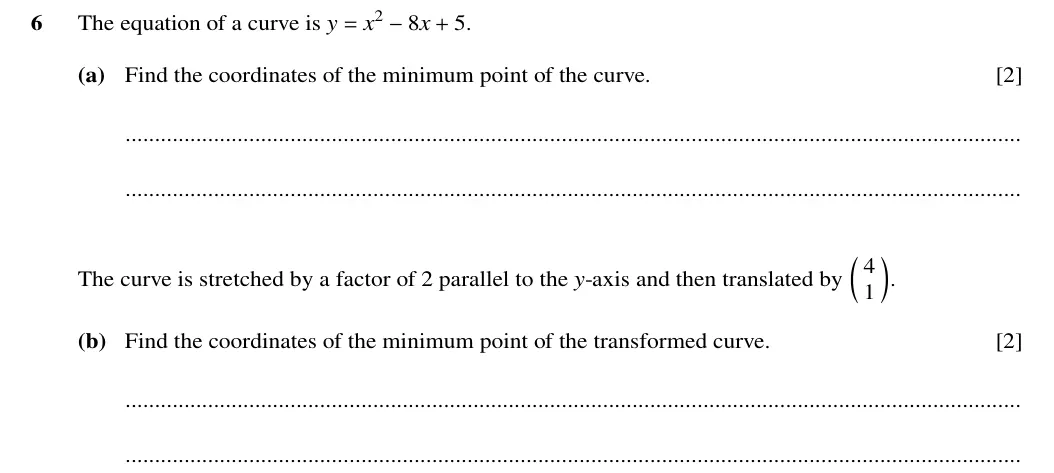 6 The equation of a curve is y = x² – 8x + 5.
(a) Find the coordinates of the minimum point of the curve. [2]
The curve is stretched by a factor of 2 parallel to the y-axis and then translated by (4 1).
(b) Find the coordinates of the minimum point of the transformed curve. [2]